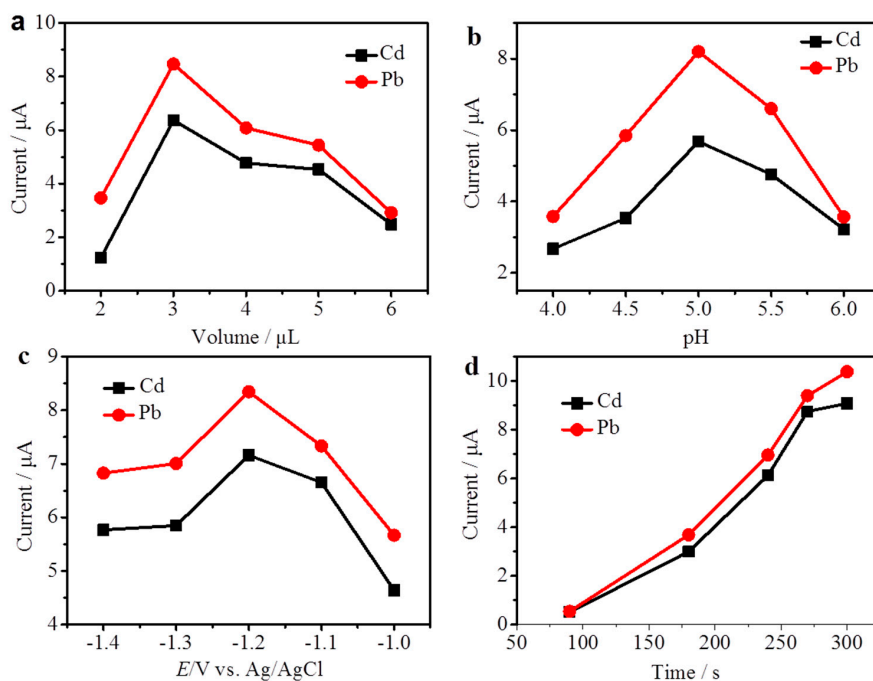 a
10
8
6
4
2
0
Current / µA
Cd
Pb
2 3 4 5 6
Volume / µL
b
8
6
4
2
Current / µA
Cd
Pb
4.0 4.5 5.0 5.5 6.0
pH
c
9
8
7
6
5
4
Current / µA
Cd
Pb
-1.4 -1.3 -1.2 -1.1 -1.0
E/V vs. Ag/AgCl
d
10
8
6
4
2
0
Current / µA
Cd
Pb
50 100 150 200 250 300
Time / s